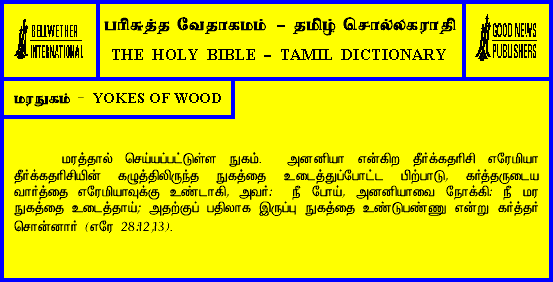 BELLWETHER
INTERNATIONAL
பரிசுத்த வேதாகமம் - தமிழ் சொல்லகராதி
THE HOLY BIBLE - TAMIL DICTIONARY
GOOD NEWS
PUBLISHERS
மரநுகம் - YOKES OF WOOD
மரத்தால் செய்யப்பட்டுள்ள நுகம். அனனியா என்கிற தீர்க்கதரிசி எரேமியா
தீர்க்கதரிசியின் கழுத்திலிருந்த நுகத்தை உடைத்துப்போட்ட பிற்பாடு, கர்த்தருடைய
வார்த்தை எரேமியாவுக்கு உண்டாகி, அவர்: நீ போய், அனனியாவை நோக்கி: நீ மர
நுகத்தை உடைத்தாய்; அதற்குப் பதிலாக இருப்பு நுகத்தை உண்டுபண்ணு என்று கர்த்தர்
சொன்னார் (எரே 28:12,13).